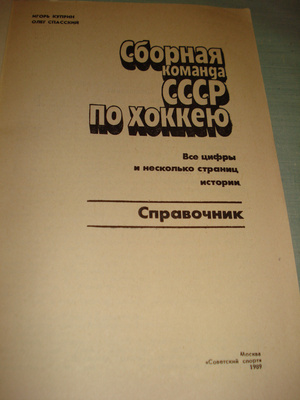 ИГОРЬ КУПРИН
ОЛЕГ СПАССКИЙ
Сборная
команда
СССР
по хоккею
Все цифры
и несколько страниц
истории
Справочник
Москва
«Советский спорт»
1989